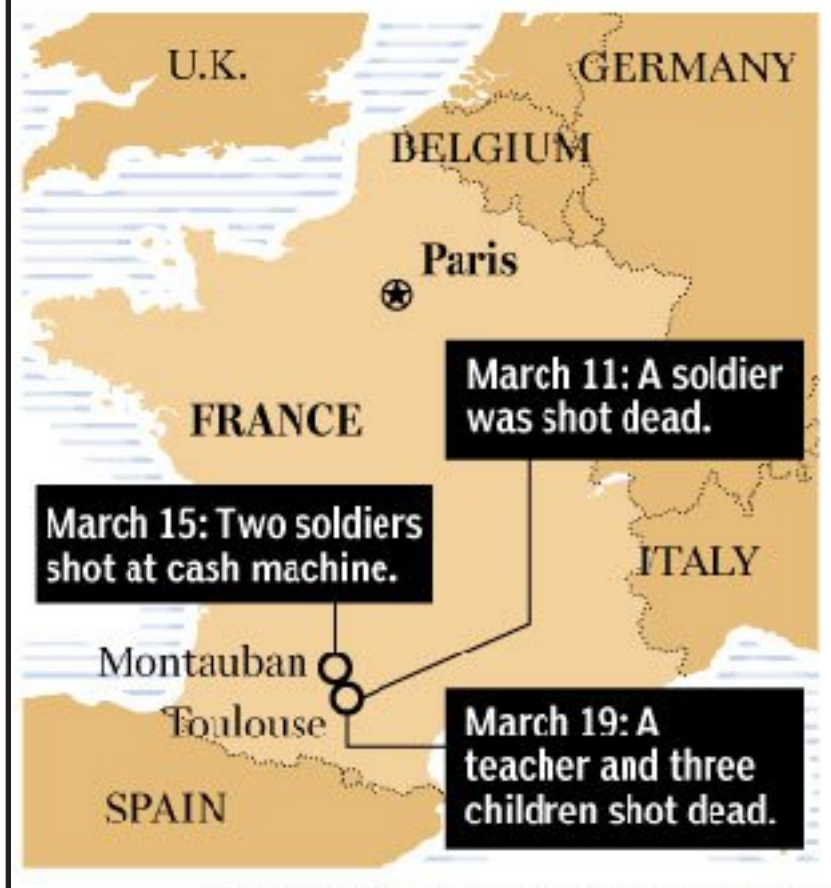 U.K.
GERMANY
BELGIUM
Paris
March 11: A soldier
was shot dead.
FRANCE
March 15: Two soldiers
shot at cash machine.
ITALY
Montauban
Toulouse
March 19: A
teacher and three
children shot dead.
SPAIN